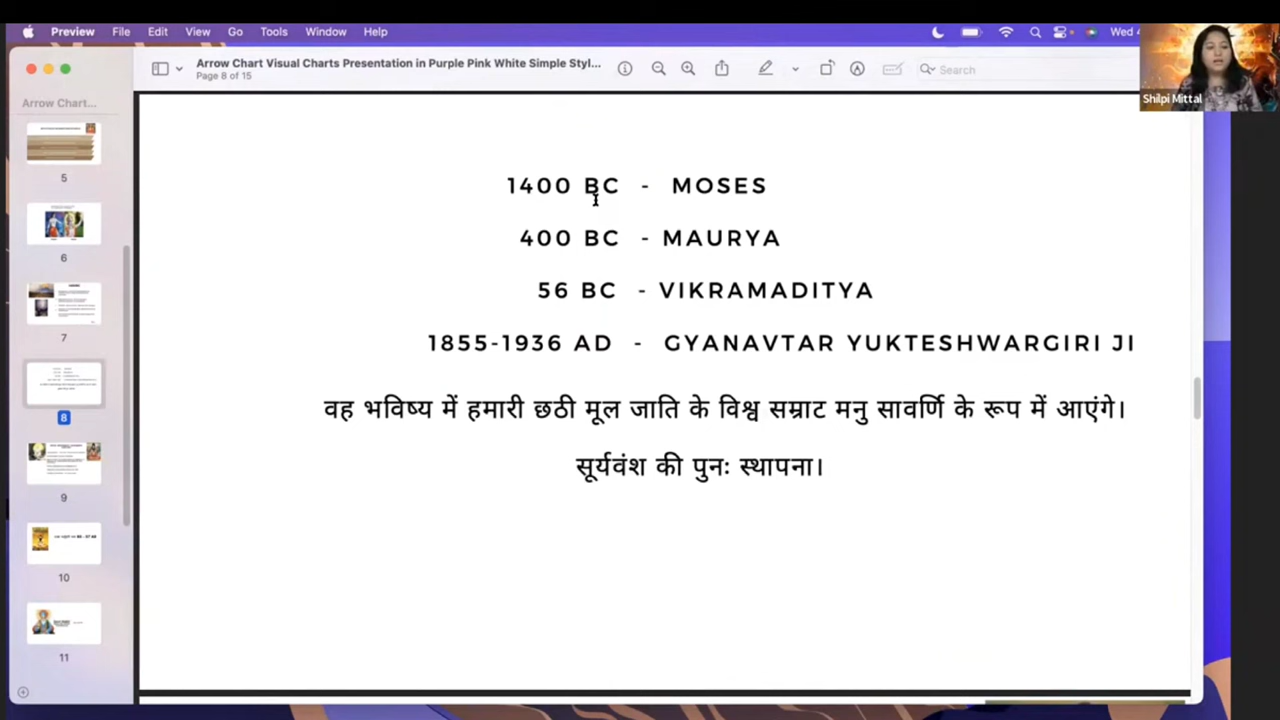 Preview File Edit View Go Tools Window Help
Wed
Arrow Chart Visual Charts Presentation in Purple Pink White Simple Styl...
Page 8 of 15
Search
Shilpi Mittal
Arrow Chart...
5
6
7
8
9
10
11
1400 BC - MOSES
400 BC - MAURYA
56 BC - VIKRAMADITYA
1855-1936 AD - GYANAVTAR YUKTESHWARGIRI JI
वह भविष्य में हमारी छठी मूल जाति के विश्व सम्राट मनु सावर्णि के रूप में आएंगे।
सूर्यवंश की पुनः स्थापना।